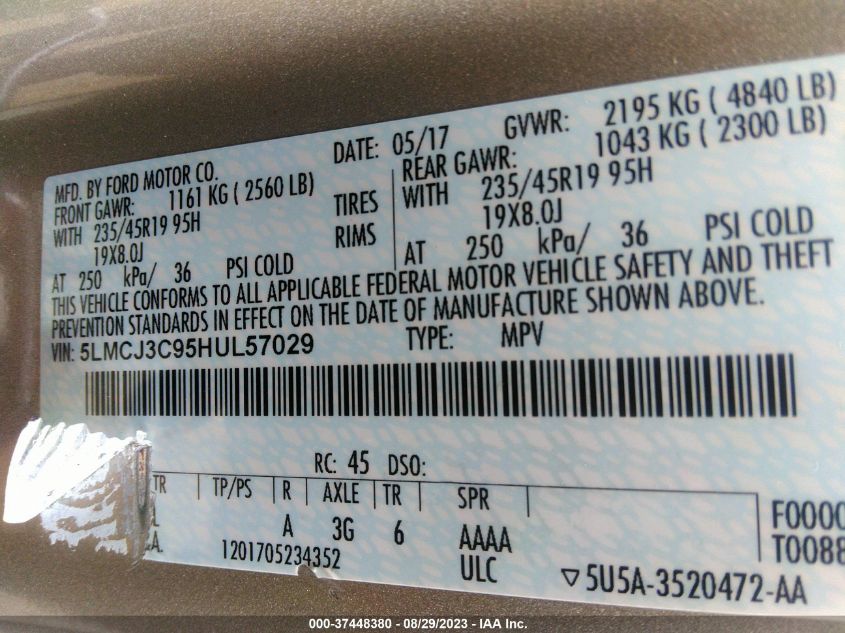 MFD. BY FORD MOTOR CO. DATE: 05/17 GVWR: 2195 KG ( 4840 LB)
FRONT GAWR: 1161 KG ( 2560 LB) REAR GAWR: 1043 KG ( 2300 LB)
WITH 235/45R19 95H TIRES WITH 235/45R19 95H
19X8.0J RIMS 19X8.0J
AT 250 kPa/ 36 PSI COLD AT 250 kPa/ 36 PSI COLD
THIS VEHICLE CONFORMS TO ALL APPLICABLE FEDERAL MOTOR VEHICLE SAFETY AND THEFT
PREVENTION STANDARDS IN EFFECT ON THE DATE OF MANUFACTURE SHOWN ABOVE.
VIN: 5LMCJ3C95HUL57029 TYPE: MPV
RC: 45 DSO:
TR TP/PS R AXLE TR SPR
A 3G 6 AAAA F0000
1201705234352 ULC T0088
▽5U5A-3520472-AA
000-37448380 - 08/29/2023 - IAA Inc.